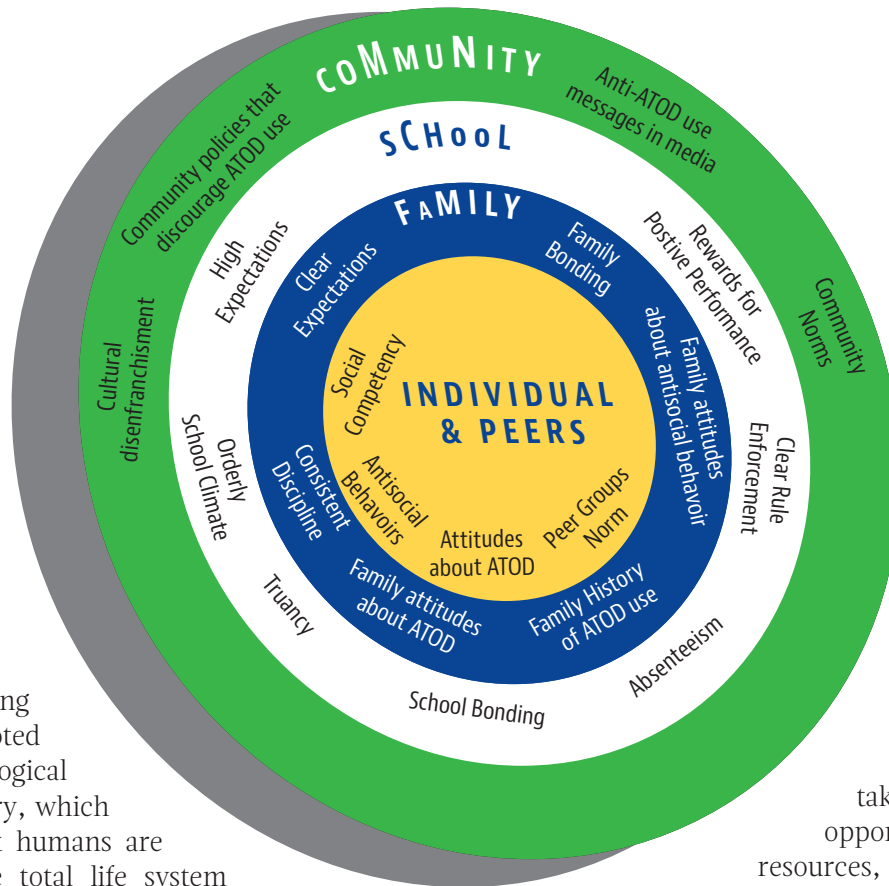 COMMUNITY
Community policies that
discourage ATOD use
Anti-ATOD use
messages in media
Cultural
disenfranchisment
Community
Norms
SCHOOL
High
Expectations
Rewards for
Postive Performance
Orderly
School Climate
Clear Rule
Enforcement
Truancy
School Bonding
Absenteeism
FAMILY
Clear
Expectations
Family
Bonding
Family attitudes
about antisocial behavoir
Consistent
Discipline
Family attitudes
about ATOD
Family History
of ATOD use
INDIVIDUAL
& PEERS
Social
Competency
Antisocial
Behavoirs
Attitudes
about ATOD
Peer Groups
Norm
ing
oted
logical
ry, which
t humans are
e total life system
tak
oppor
resources,